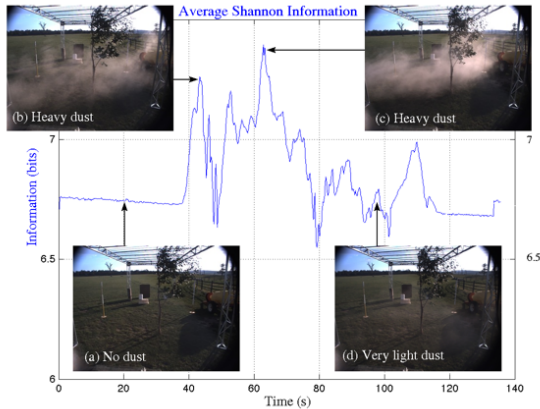 Average Shannon Information
(b) Heavy dust
(c) Heavy dust
7
7
Information (bits)
6.5
6.5
(a) No dust
(d) Very light dust
6
0
20
40
60
80
100
120
140
Time (s)